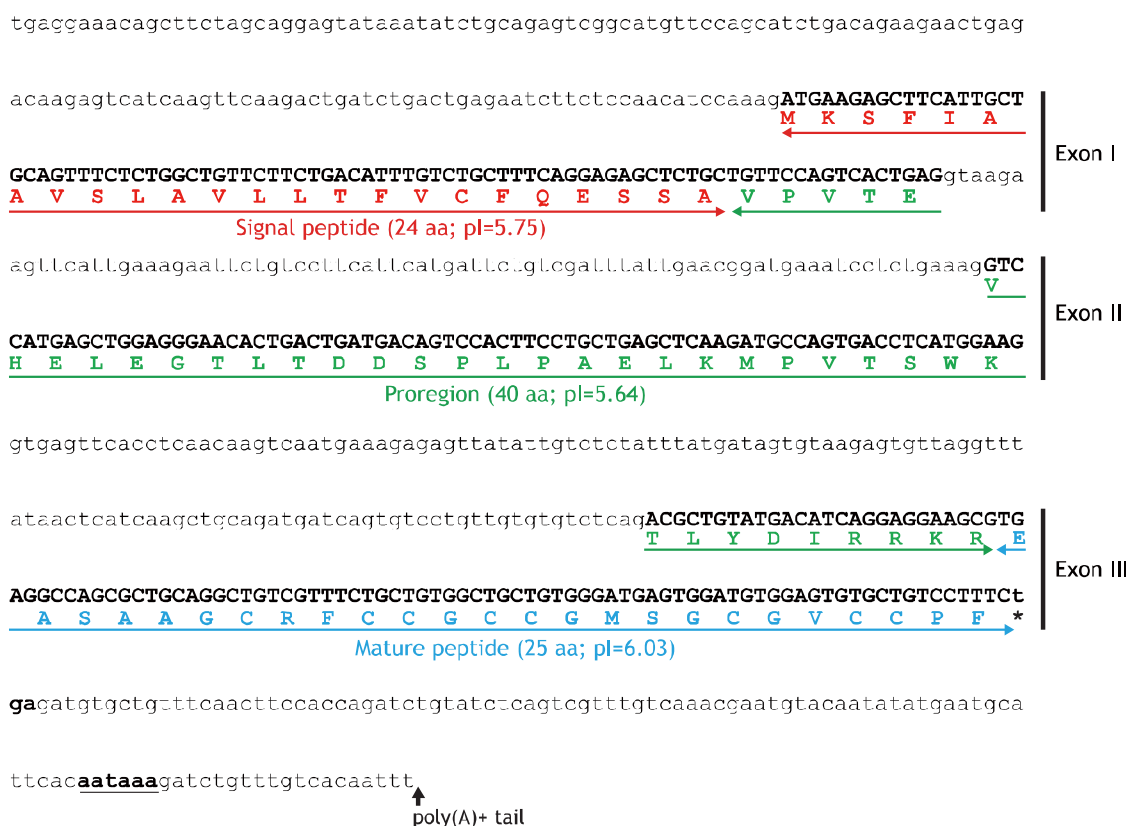 tgaggaaacagcttctagcaggagtataaatatctgcagagtcggcatgttccagcatctgacagaagaactgag
acaagagtcatcaagttcaagactgatctgactgagaatcttctccaacatccaaagATGAAGAGCTTCATTGCT
M K S F I A
Exon I
GCAGTTTCTCTGGCTGTTCTTCTGACATTTGTCTGCTTTCAGGAGAGCTCTGCTGTTCCAGTCACTGAGgtaaga
A V S L A V L L T F V C F Q E S S A V P V T E
Signal peptide (24 aa; pI=5.75)
agttcattgaaagaattctgtccttcattcatgattctgtcgatttattgaacggatgaaatcctctgaaagGTC
V
Exon II
CATGAGCTGGAGGGAACACTGACTGATGACAGTCCACTTCCTGCTGAGCTCAAGATGCCAGTGACCTCATGGAAG
H E L E G T L T D D S P L P A E L K M P V T S W K
Proregion (40 aa; pI=5.64)
gtgagttcacctcaacaagtcaatgaaagagagttatattgtctctatttatgatagtgtaagagtgttaggttt
ataactcatcaagctgcagatgatcagtgtcctgttgtgtgtctcagACGCTGTATGACATCAGGAGGAAGCGTG
T L Y D I R R K R E
Exon III
AGGCCAGCGCTGCAGGCTGTCGTTTCTGCTGTGGCTGCTGTGGGATGAGTGGATGTGGAGTGTGCTGTCCTTTCt
A S A A G C R F C C G C C G M S G C G V C C P F *
Mature peptide (25 aa; pI=6.03)
gagatgtgctgtttcaacttccaccagatctgtatctcagtcgtttgtcaaacgaatgtacaatatatgaatgca
ttcacaataaagatctgtttgtcacaattt
poly(A)+ tail